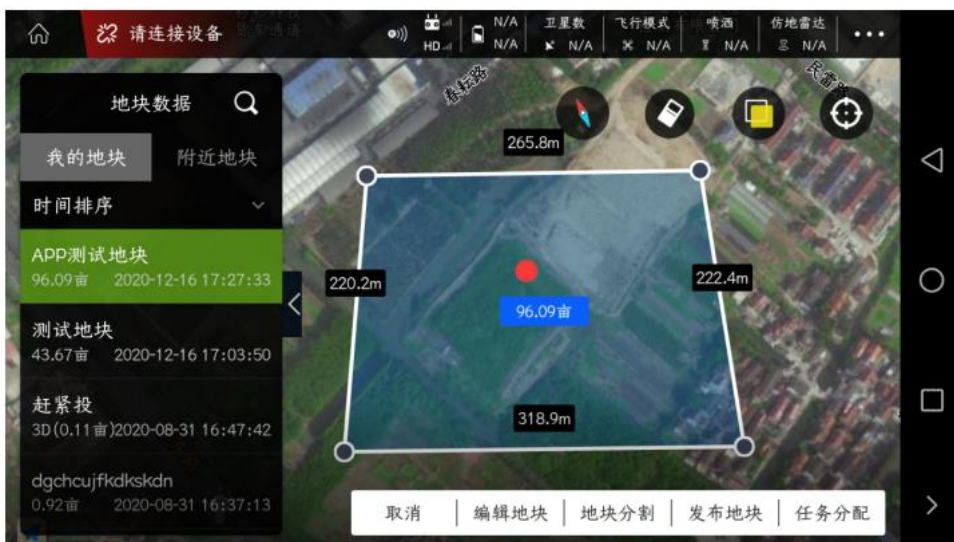 请连接设备
HD
N/A
N/A
卫星数
N/A
飞行模式
N/A
喷洒
N/A
仿地雷达
N/A
地块数据
我的地块
附近地块
时间排序
APP测试地块
96.09亩 2020-12-16 17:27:33
测试地块
43.67亩 2020-12-16 17:03:50
赶紧投
3D(0.11亩)2020-08-31 16:47:42
dgchcujfkdkskdn
0.92亩 2020-08-31 16:37:13
春耘路
265.8m
220.2m
222.4m
96.09亩
318.9m
取消
编辑地块
地块分割
发布地块
任务分配